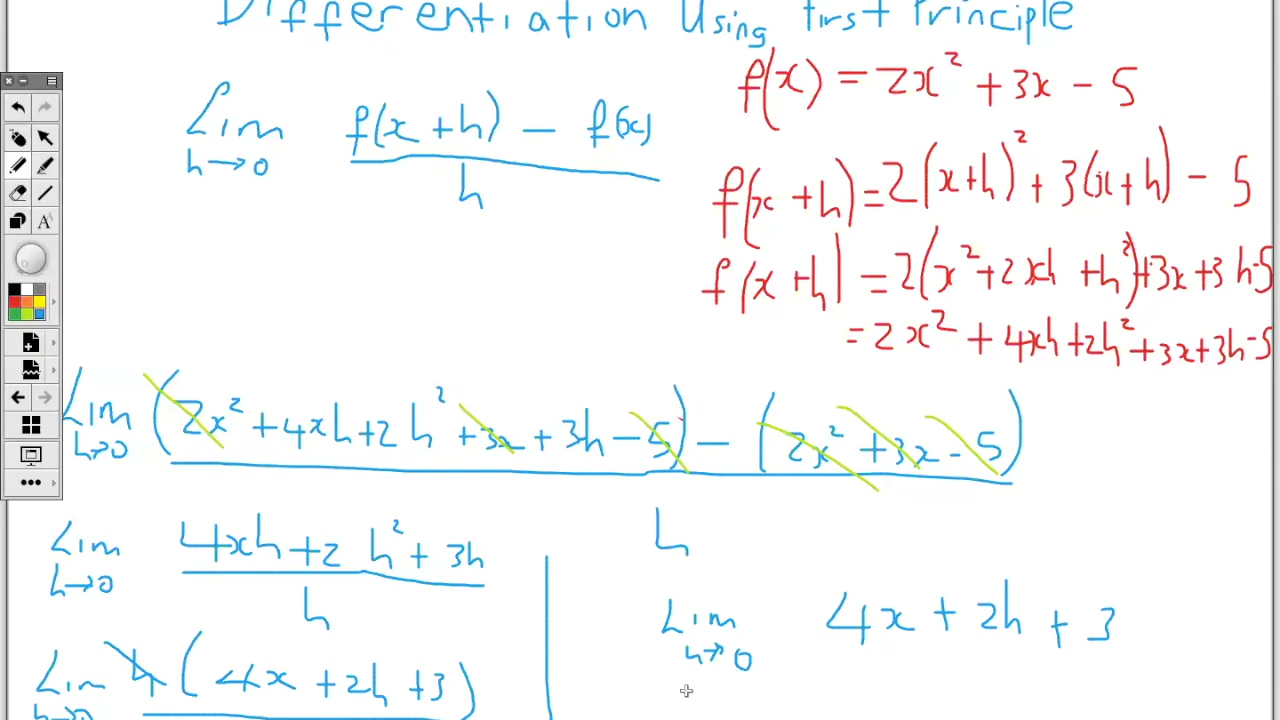 Differentiation Using First Principle
f(x) = 2x² + 3x - 5
Lim h→0 f(x+h) - f(x) / h
f(x+h) = 2(x+h)² + 3(x+h) - 5
f(x+h) = 2(x² + 2xh + h²) + 3x + 3h - 5
= 2x² + 4xh + 2h² + 3x + 3h - 5
Lim h→0 (2x² + 4xh + 2h² + 3x + 3h - 5) - (2x² + 3x - 5) / h
Lim h→0 4xh + 2h² + 3h / h
Lim h→0 h(4x + 2h + 3)
Lim h→0 4x + 2h + 3